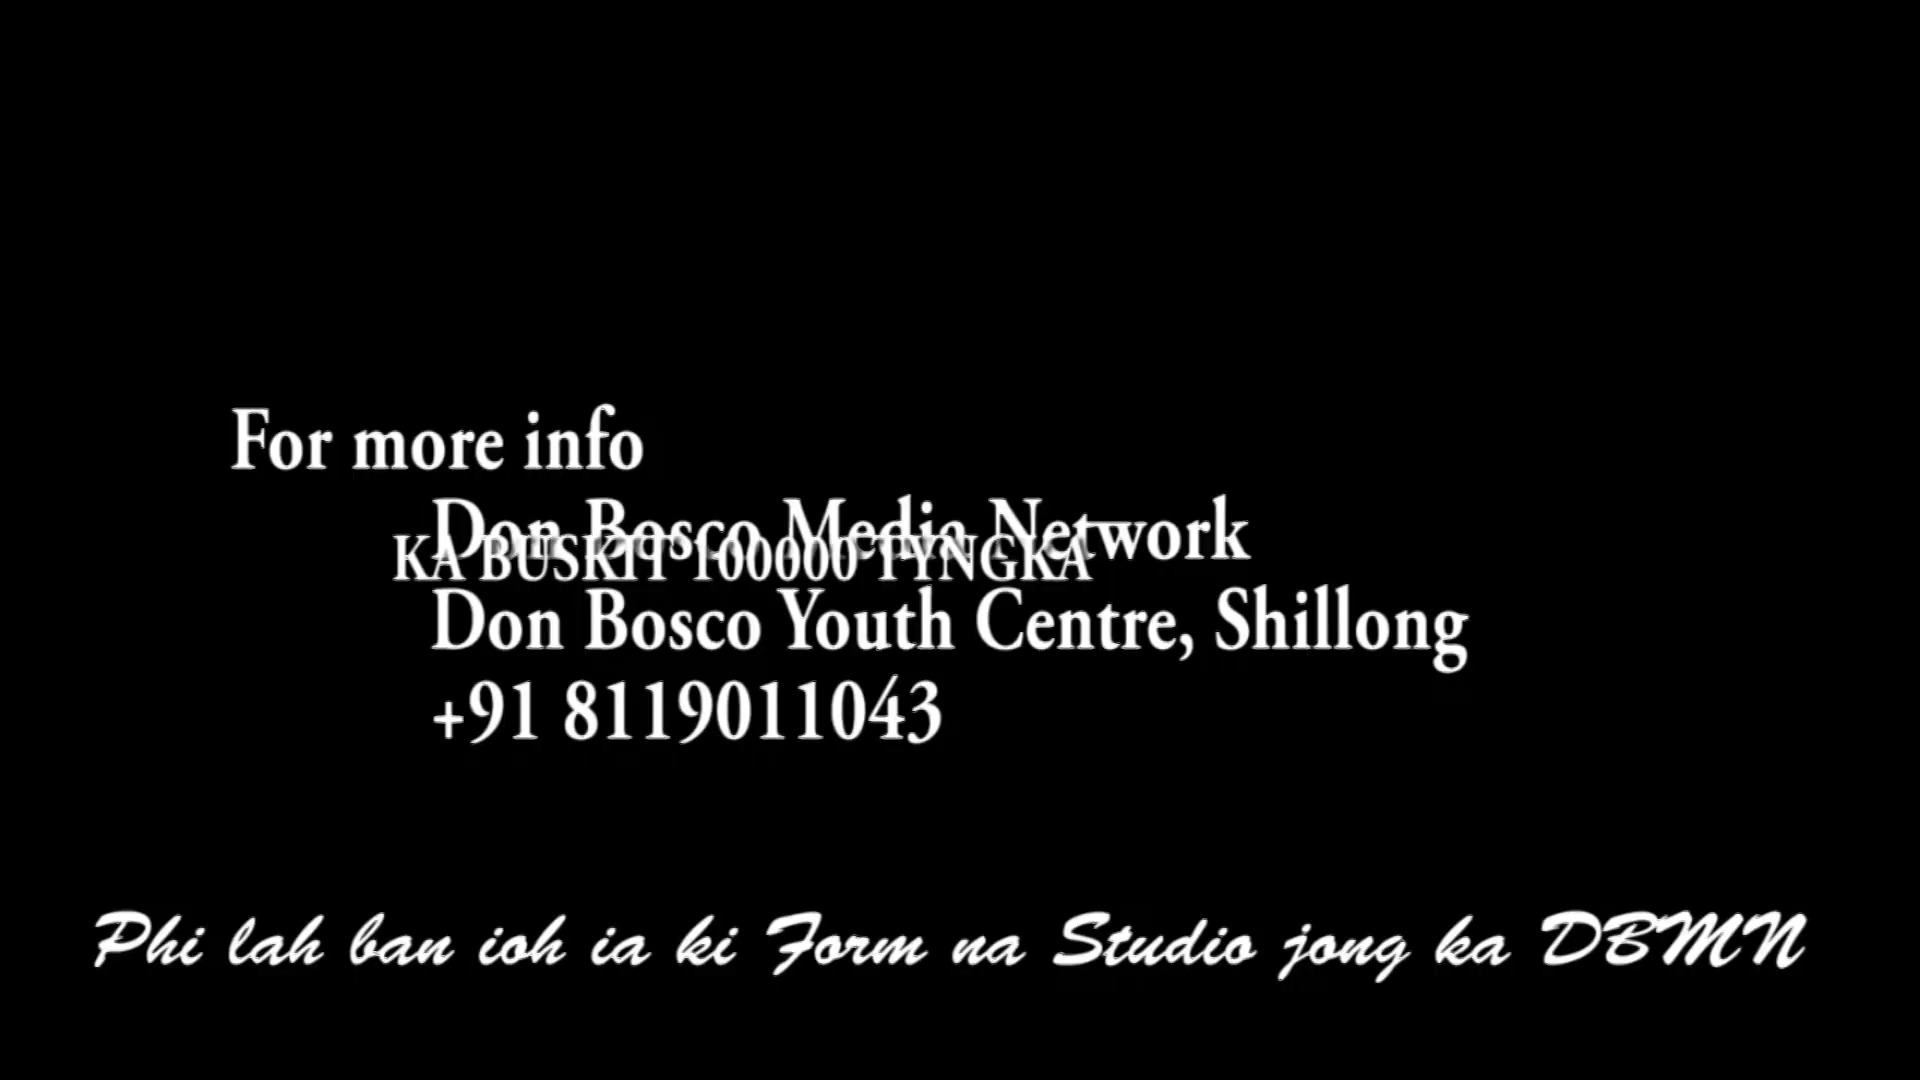 For more info
Don Bosco Media Network
KA BUSKIT 100000 TYNGKA
Don Bosco Youth Centre, Shillong
+91 8119011043
Phi lah ban ioh ia ki Form na Studio jong ka DBMN